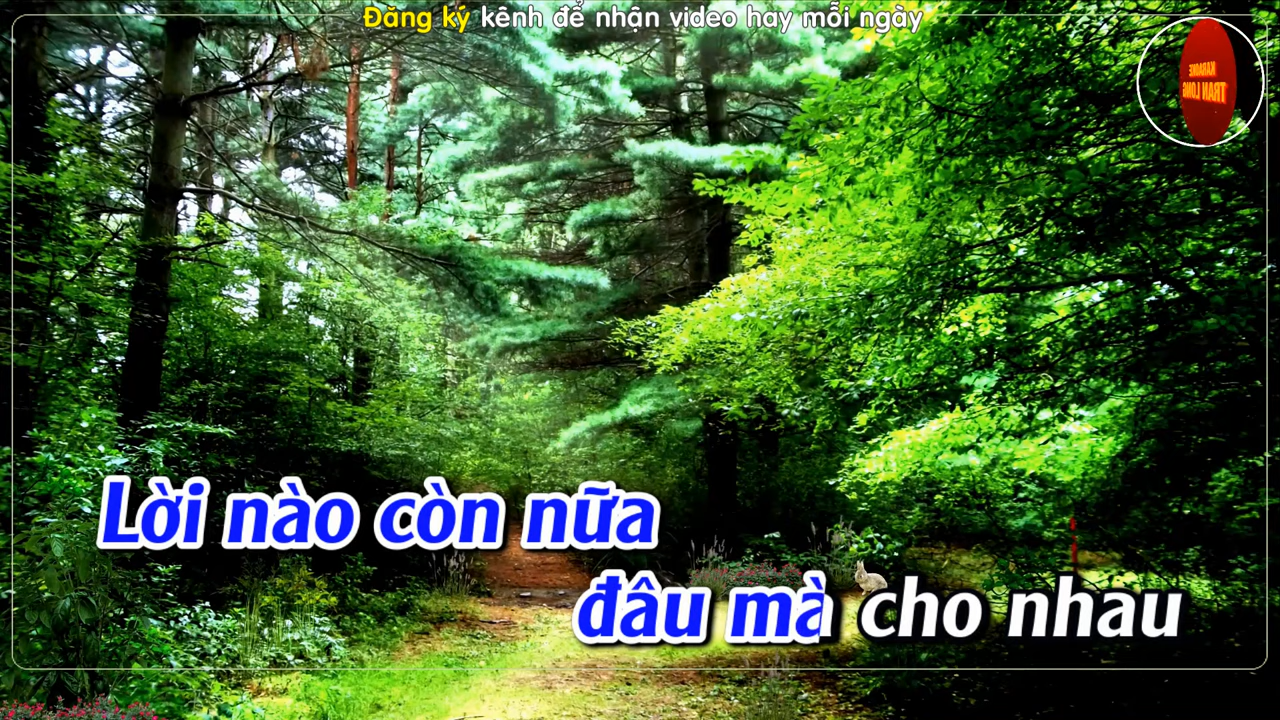 Đăng ký kênh để nhận video hay mỗi ngày
KARAOKE
TRAN LONG
Lời nào còn nữa
đâu mà cho nhau